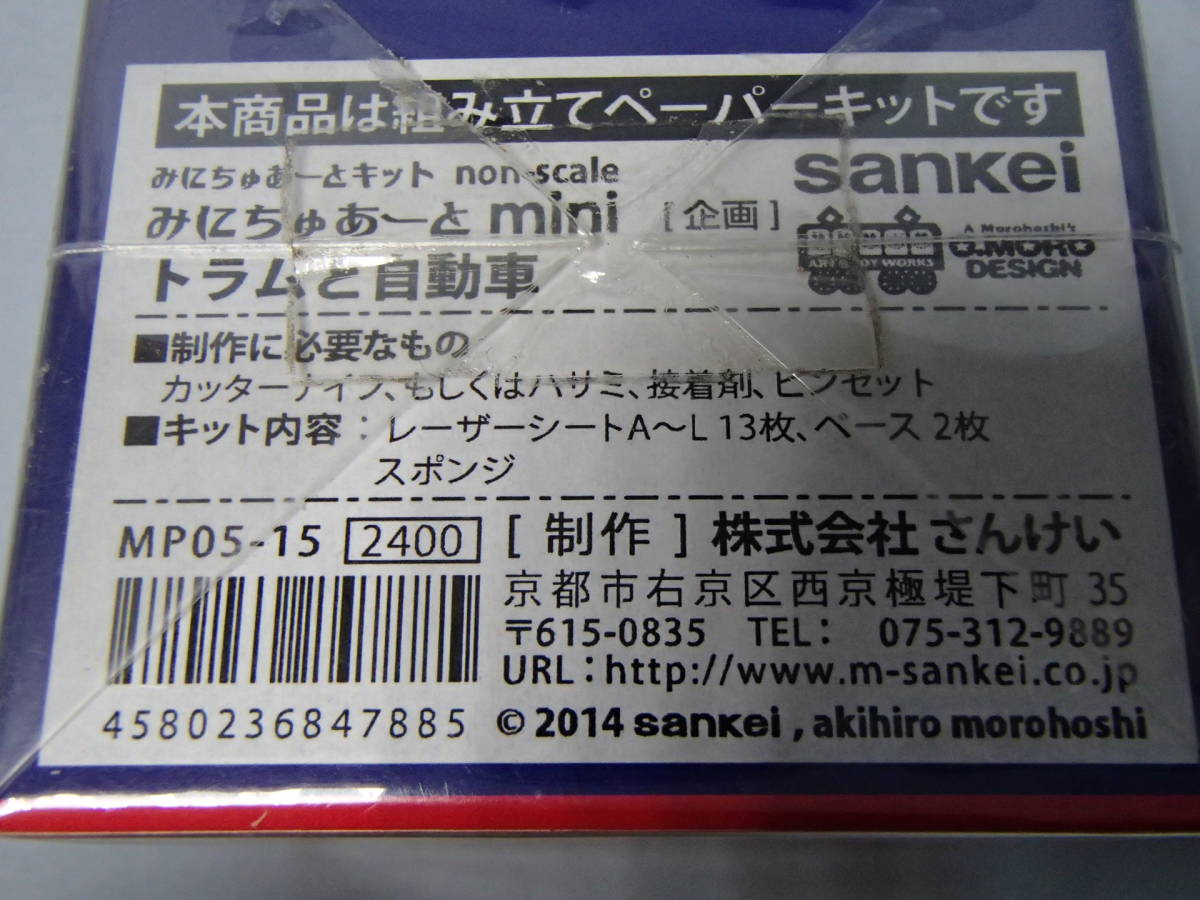 本商品は組み立てペーパーキットです
みにちゅあーとキット non-scale
みにちゅあーと mini
[企画]
トラムと自動車
sankei
ART TOY WORKS
A Morohoshi's
U.MORO
DESIGN
■制作に必要なもの
カッターナイフ、もしくはハサミ、接着剤、ピンセット
■キット内容：レーザーシートA〜L 13枚、ベース 2枚
スポンジ
MP05-15 2400 [ 制作 ] 株式会社 さんけい
京都市右京区西京極堤下町 35
〒615-0835 TEL： 075-312-9889
URL：http://www.m-sankei.co.jp
4580236847885
© 2014 sankei , akihiro morohoshi